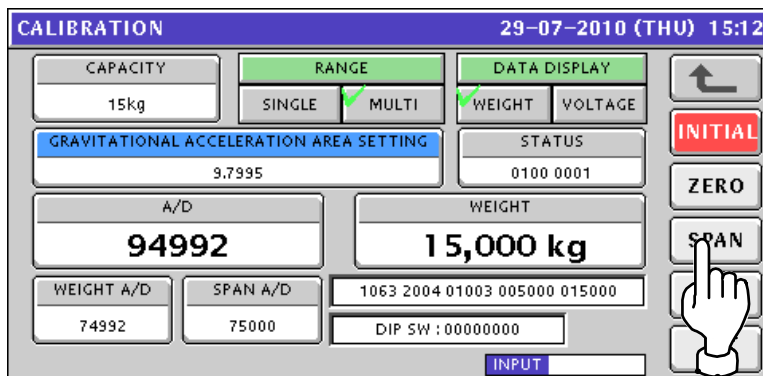 CALIBRATION 29-07-2010 (THU) 15:12
CAPACITY RANGE DATA DISPLAY
15kg SINGLE MULTI WEIGHT VOLTAGE
INITIAL
GRAVITATIONAL ACCELERATION AREA SETTING STATUS
9.7995 0100 0001
ZERO
A/D WEIGHT
94992 15,000 kg SPAN
WEIGHT A/D SPAN A/D 1063 2004 01003 005000 015000
74992 75000 DIP SW : 00000000
INPUT